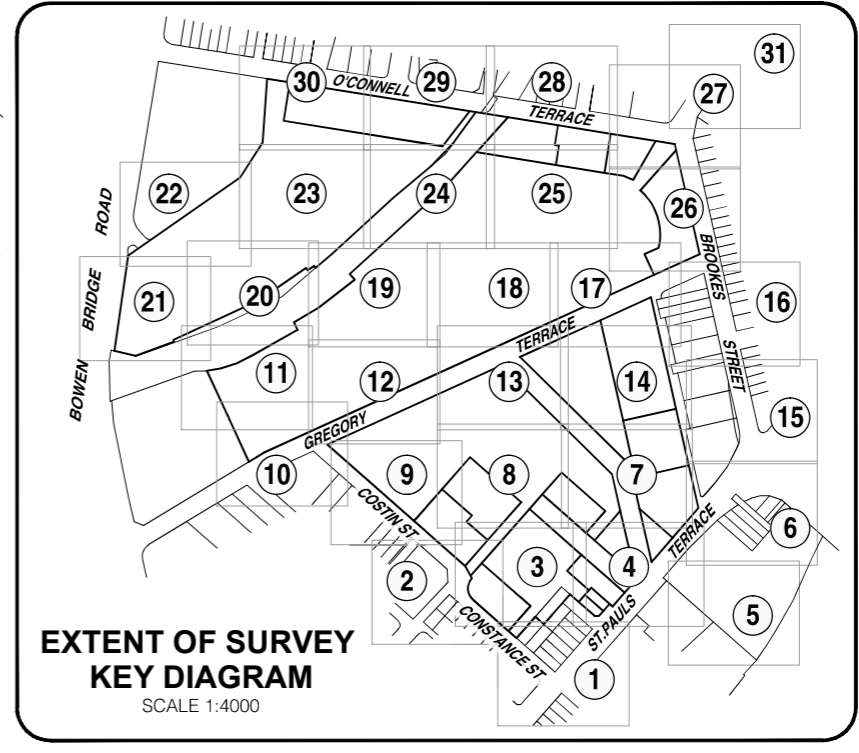 31
30
O'CONNELL
29
28
27
TERRACE
22
23
24
25
26
ROAD
BROOKES
21
20
19
18
17
16
BRIDGE
TERRACE
STREET
11
12
13
14
BOWEN
GREGORY
15
10
9
8
7
COSTIN ST
TERRACE
6
2
3
4
5
CONSTANCE ST
ST.PAULS
1
EXTENT OF SURVEY
KEY DIAGRAM
SCALE 1:4000